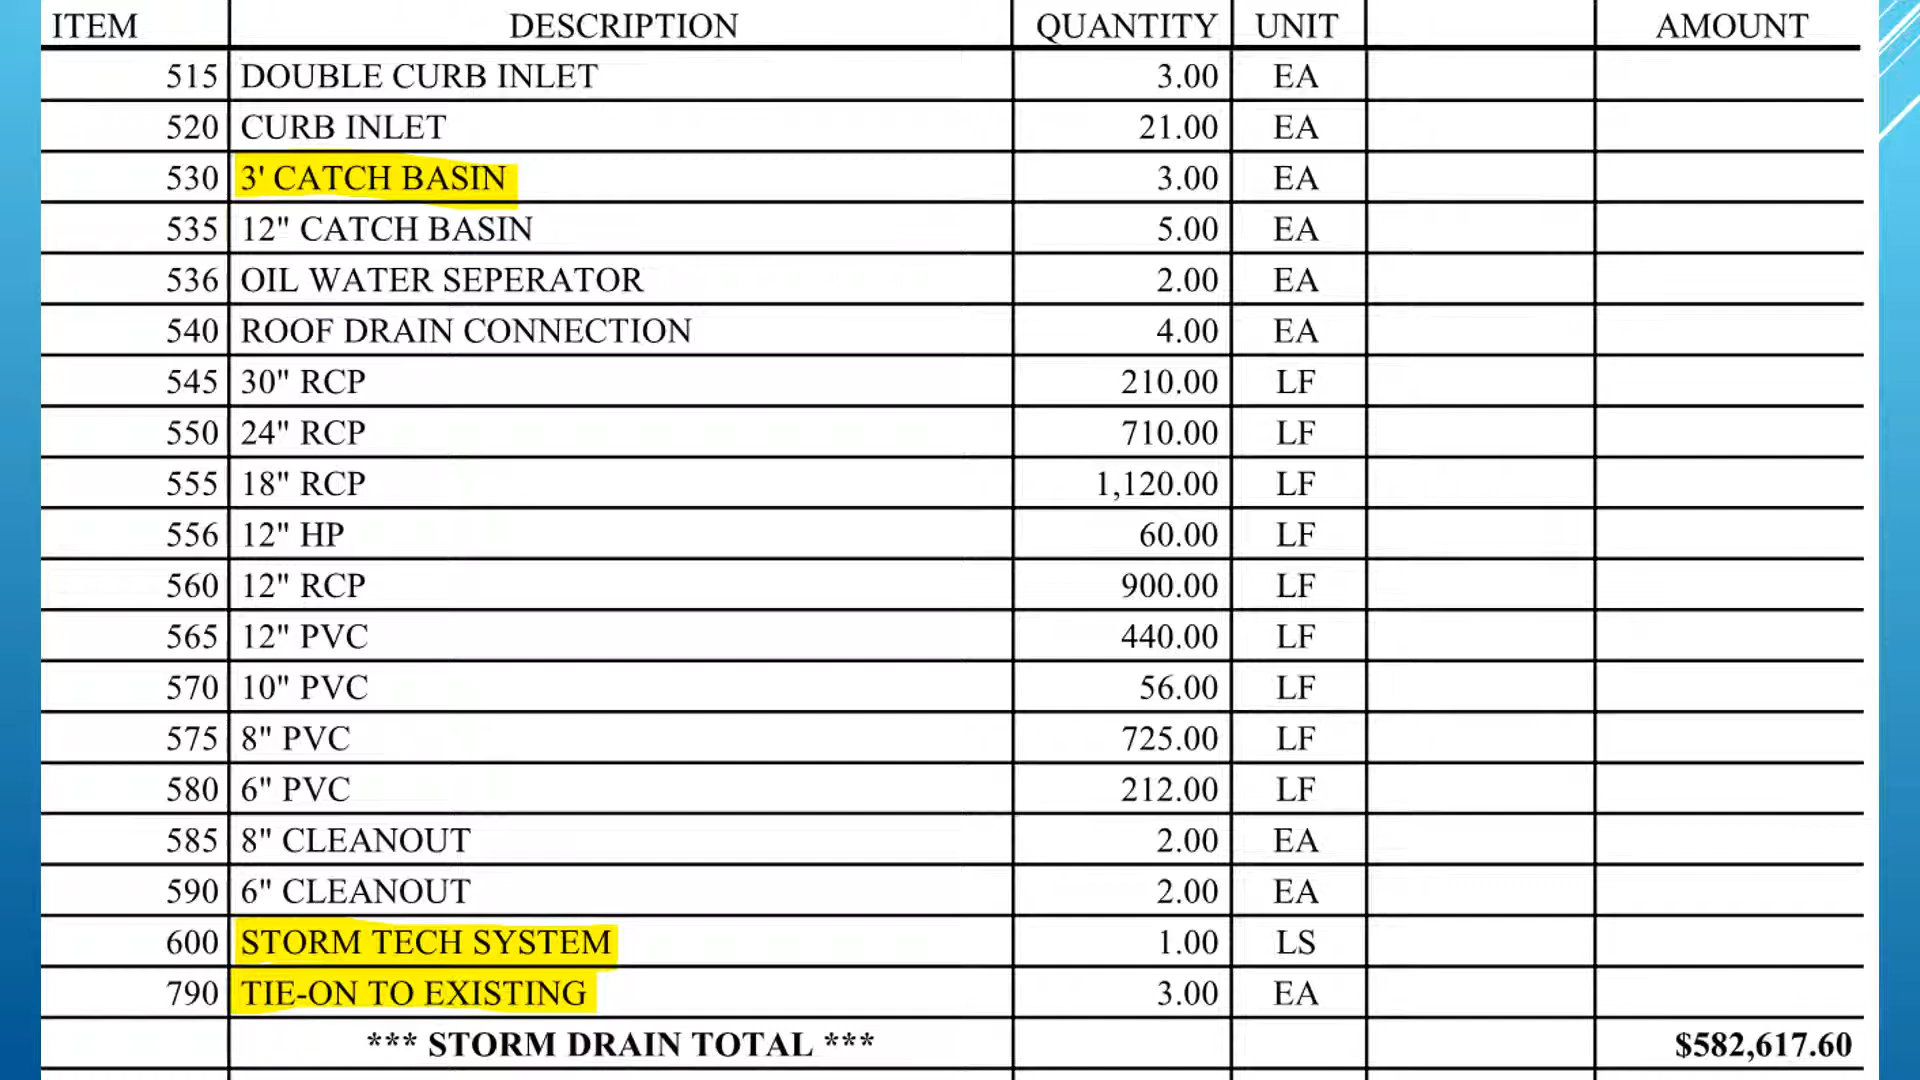 ITEM DESCRIPTION QUANTITY UNIT AMOUNT
515 DOUBLE CURB INLET 3.00 EA
520 CURB INLET 21.00 EA
530 3' CATCH BASIN 3.00 EA
535 12" CATCH BASIN 5.00 EA
536 OIL WATER SEPERATOR 2.00 EA
540 ROOF DRAIN CONNECTION 4.00 EA
545 30" RCP 210.00 LF
550 24" RCP 710.00 LF
555 18" RCP 1,120.00 LF
556 12" HP 60.00 LF
560 12" RCP 900.00 LF
565 12" PVC 440.00 LF
570 10" PVC 56.00 LF
575 8" PVC 725.00 LF
580 6" PVC 212.00 LF
585 8" CLEANOUT 2.00 EA
590 6" CLEANOUT 2.00 EA
600 STORM TECH SYSTEM 1.00 LS
790 TIE-ON TO EXISTING 3.00 EA
*** STORM DRAIN TOTAL *** $582,617.60